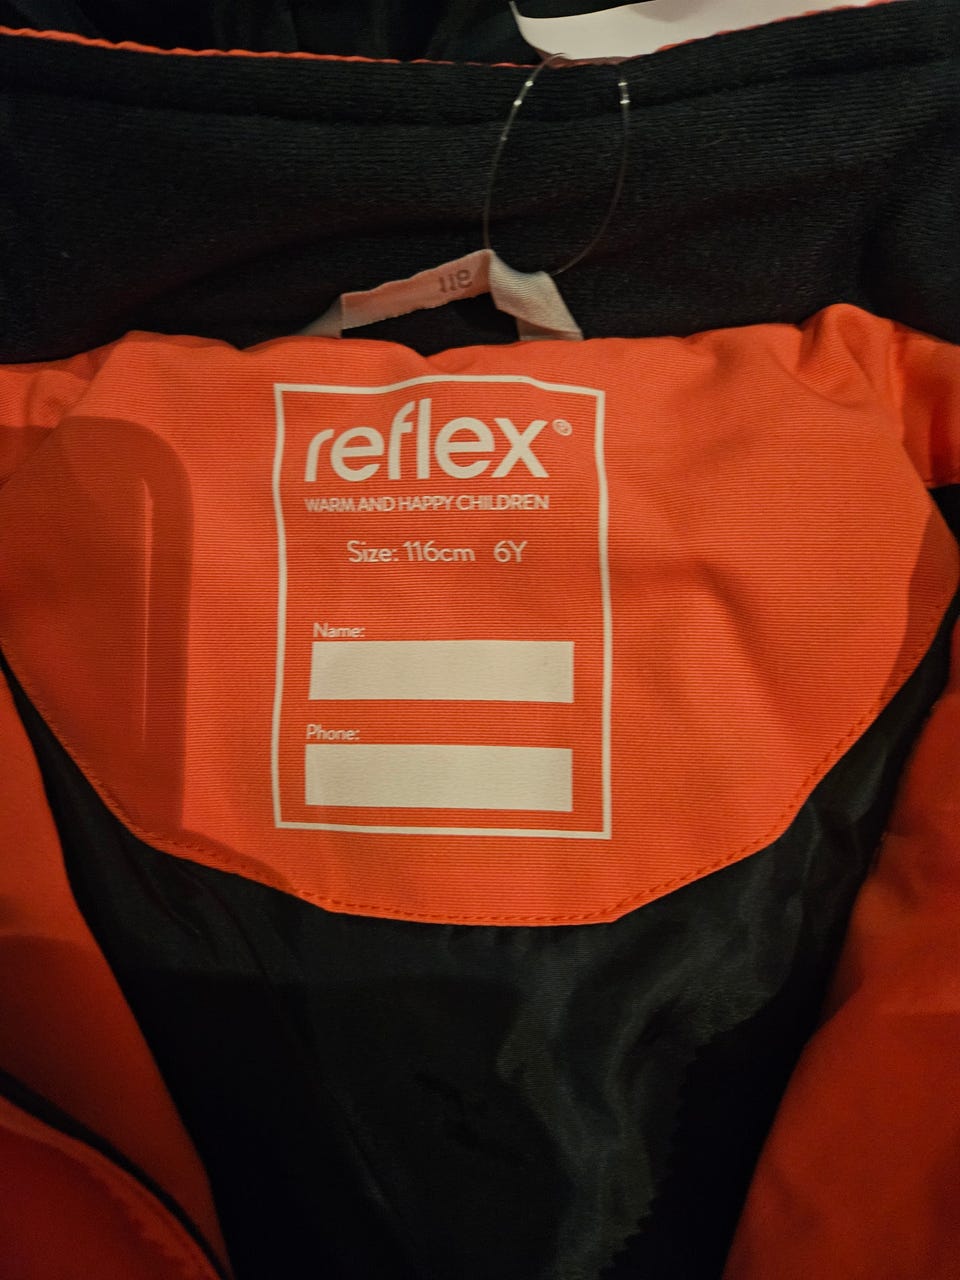 116
reflex®
WARM AND HAPPY CHILDREN
Size: 116cm 6Y
Name:
Phone: